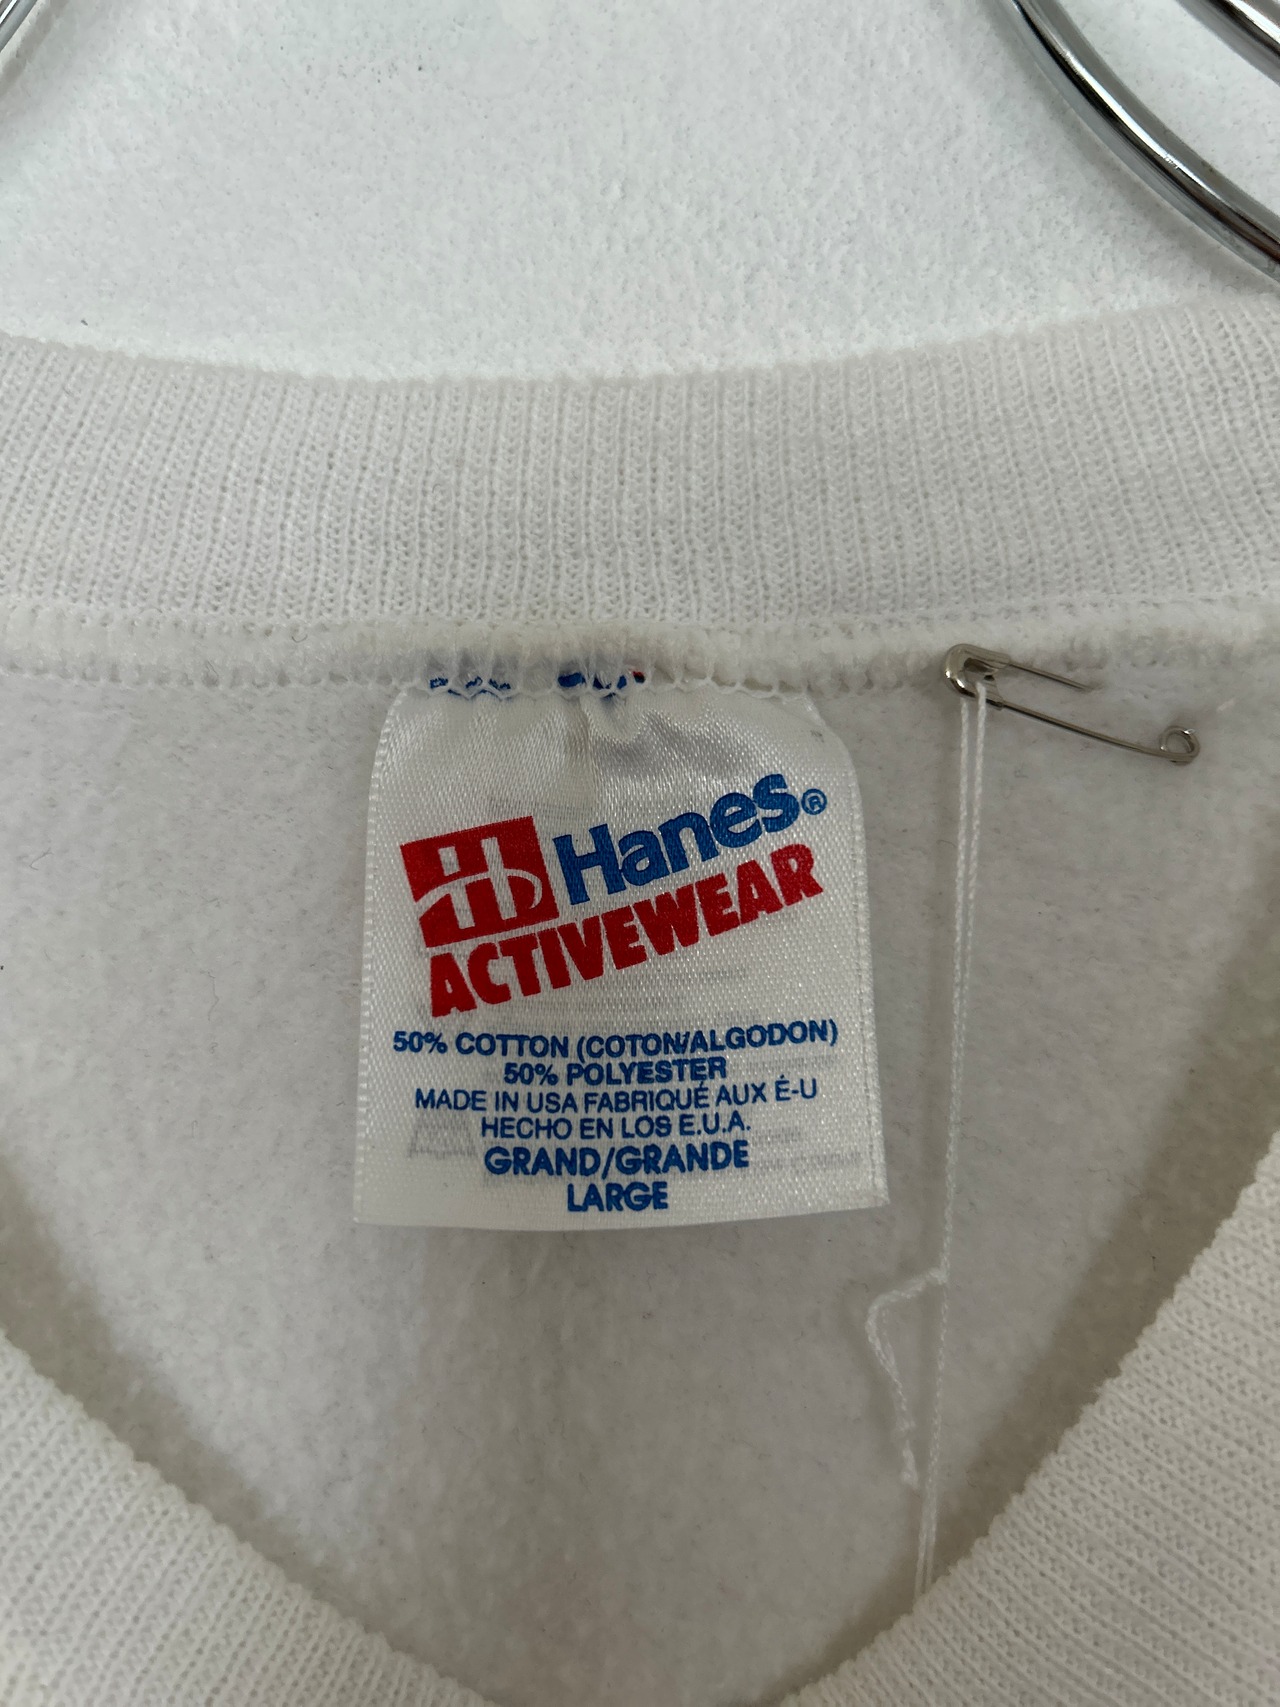 Hanes®
ACTIVEWEAR
50% COTTON (COTON/ALGODON)
50% POLYESTER
MADE IN USA FABRIQUÉ AUX É-U
HECHO EN LOS E.U.A.
GRAND/GRANDE
LARGE